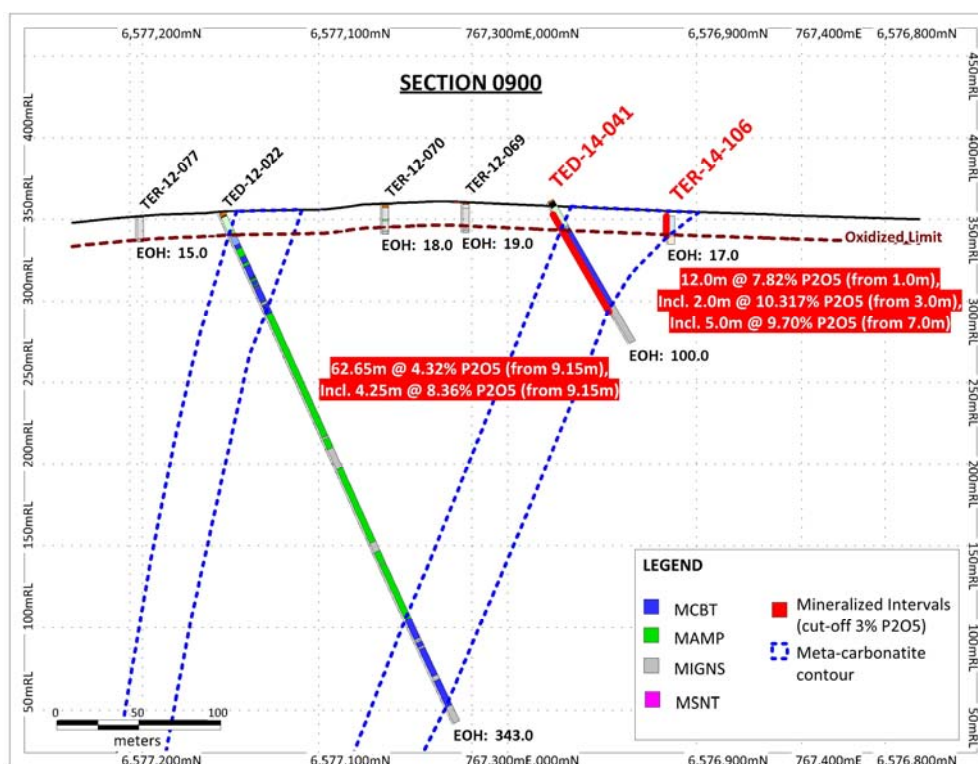 6,577,200mN 6,577,100mN 767,300mE,000mN 6,576,900mN 767,400mE 6,576,800mN
SECTION 0900
450mRL 450mRL
400mRL 400mRL
350mRL 350mRL
300mRL 300mRL
250mRL 250mRL
200mRL 200mRL
150mRL 150mRL
100mRL 100mRL
50mRL 50mRL
TER-12-077
TED-12-022
TER-12-070
TER-12-069
TED-14-041
TER-14-106
Oxidized Limit
EOH: 15.0
EOH: 18.0
EOH: 19.0
EOH: 17.0
12.0m @ 7.82% P2O5 (from 1.0m),
Incl. 2.0m @ 10.317% P2O5 (from 3.0m),
Incl. 5.0m @ 9.70% P2O5 (from 7.0m)
EOH: 100.0
62.65m @ 4.32% P2O5 (from 9.15m),
Incl. 4.25m @ 8.36% P2O5 (from 9.15m)
EOH: 343.0
LEGEND
MCBT
MAMP
MIGNS
MSNT
Mineralized Intervals
(cut-off 3% P2O5)
Meta-carbonatite
contour
0 50 100
meters
6,577,200mN 6,577,100mN 767,300mE,000mN 6,576,900mN 767,400mE 6,576,800mN